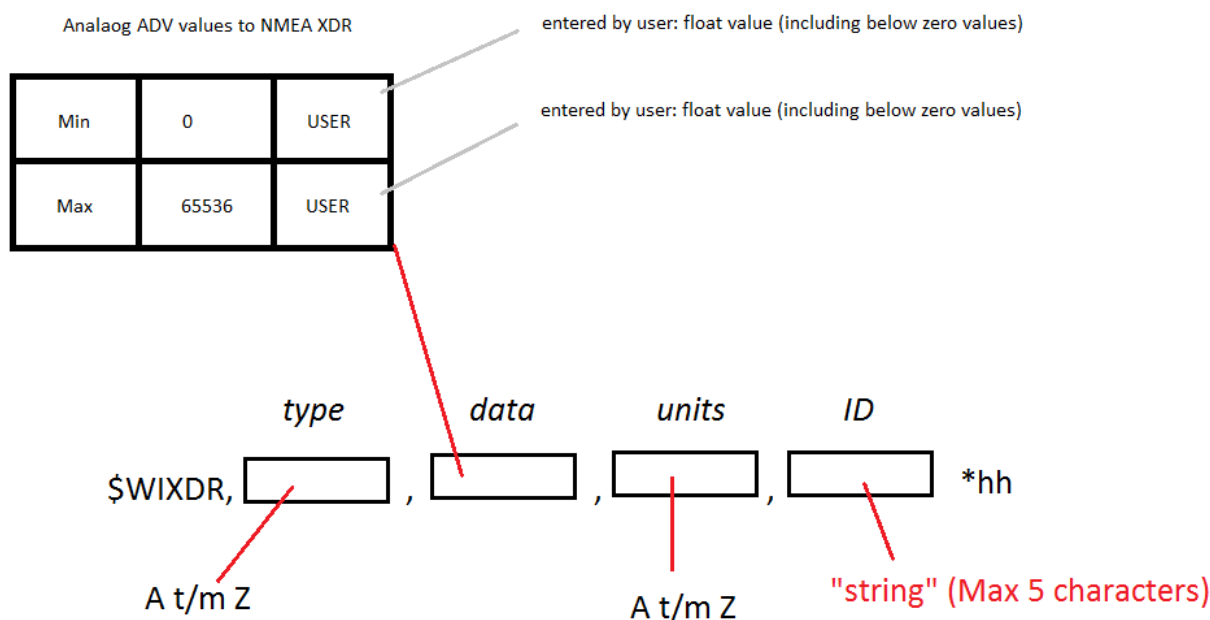 Analaog ADV values to NMEA XDR
entered by user: float value (including below zero values)
Min 0 USER
entered by user: float value (including below zero values)
Max 65536 USER
type data units ID
$WIXDR, , , , *hh
A t/m Z
A t/m Z
"string" (Max 5 characters)